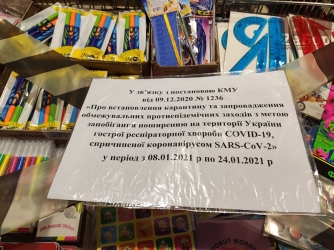 У зв'язку з постановою КМУ
від 09.12.2020 № 1236
«Про встановлення карантину та запровадження
обмежувальних протиепідемічних заходів з метою
запобігання поширенню на території України
гострої респіраторної хвороби COVID-19,
спричиненої коронавірусом SARS-CoV-2»
у період з 08.01.2021 р по 24.01.2021 р